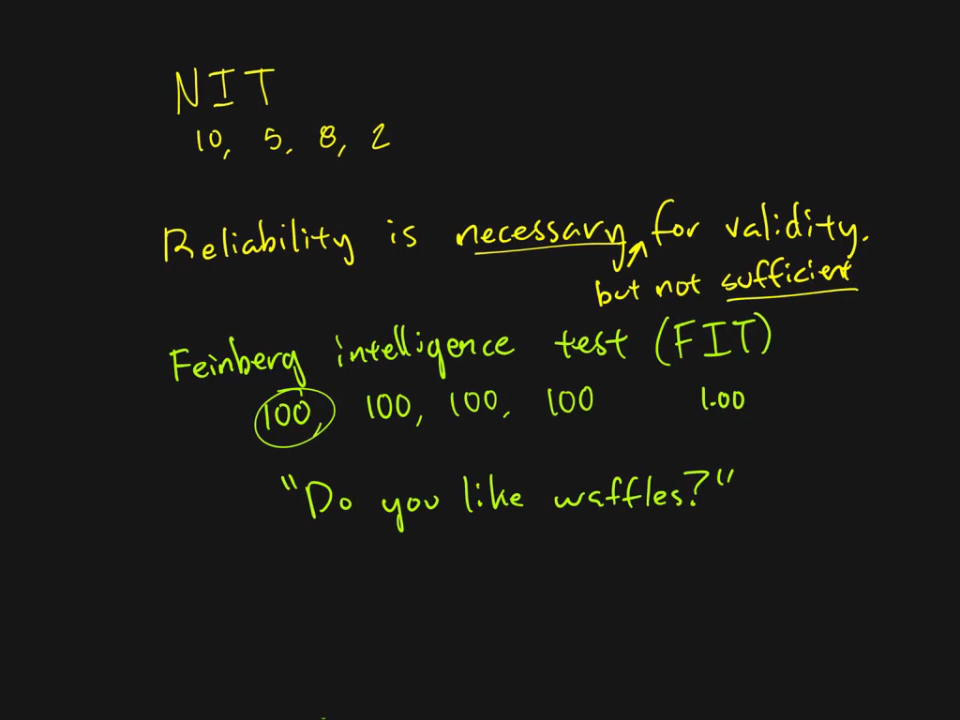 NIT
10, 5, 8, 2
Reliability is necessary for validity.
but not sufficient
Feinberg intelligence test (FIT)
100, 100, 100, 100 1.00
"Do you like waffles?"